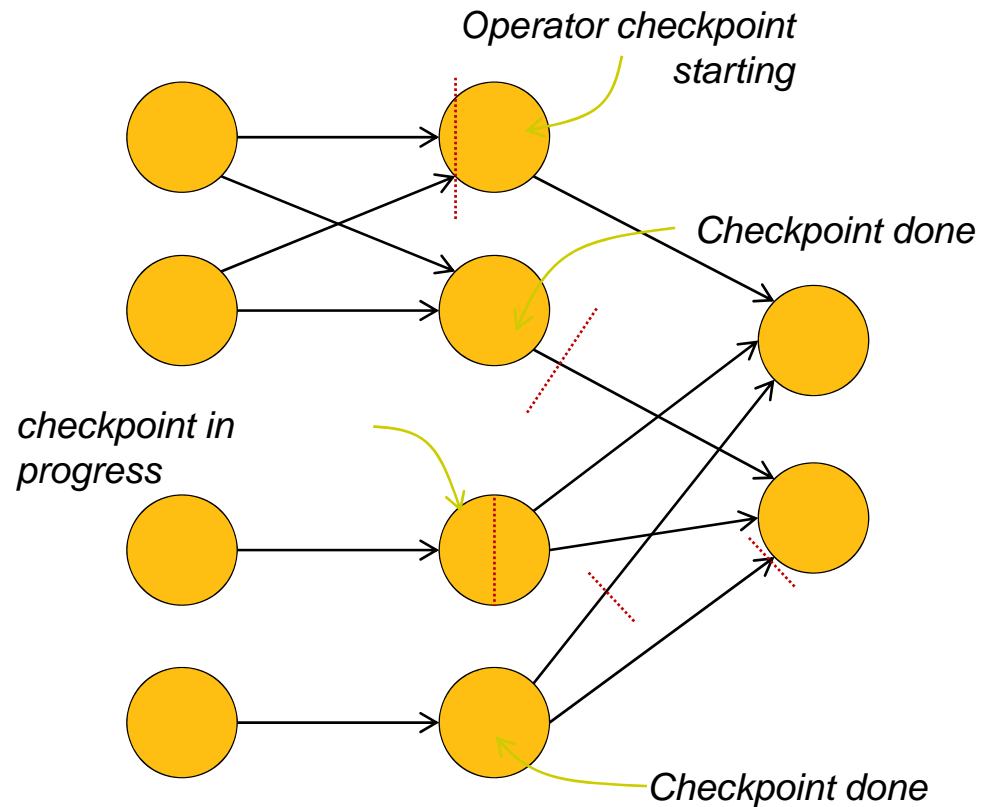 Operator checkpoint
starting
Checkpoint done
checkpoint in
progress
Checkpoint done